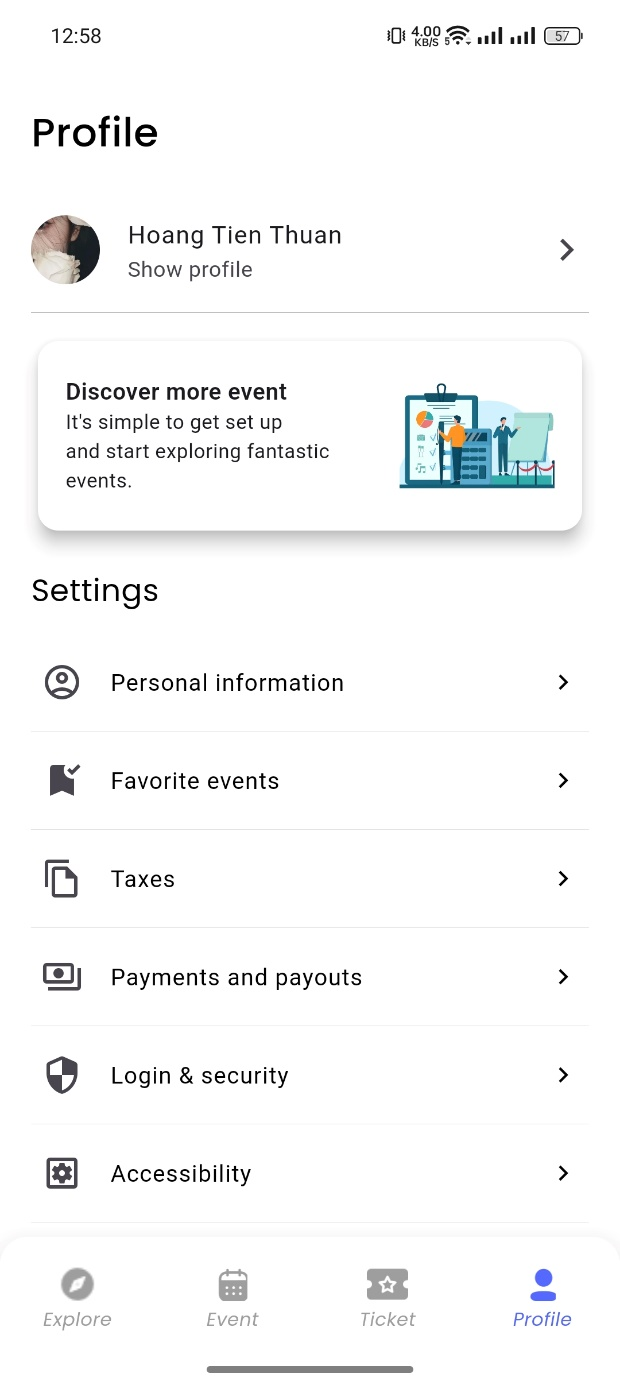 12:58
4.00
KB/S
5
57
Profile
Hoang Tien Thuan
Show profile
Discover more event
It's simple to get set up
and start exploring fantastic
events.
Settings
Personal information
Favorite events
Taxes
Payments and payouts
Login & security
Accessibility
Explore
Event
Ticket
Profile